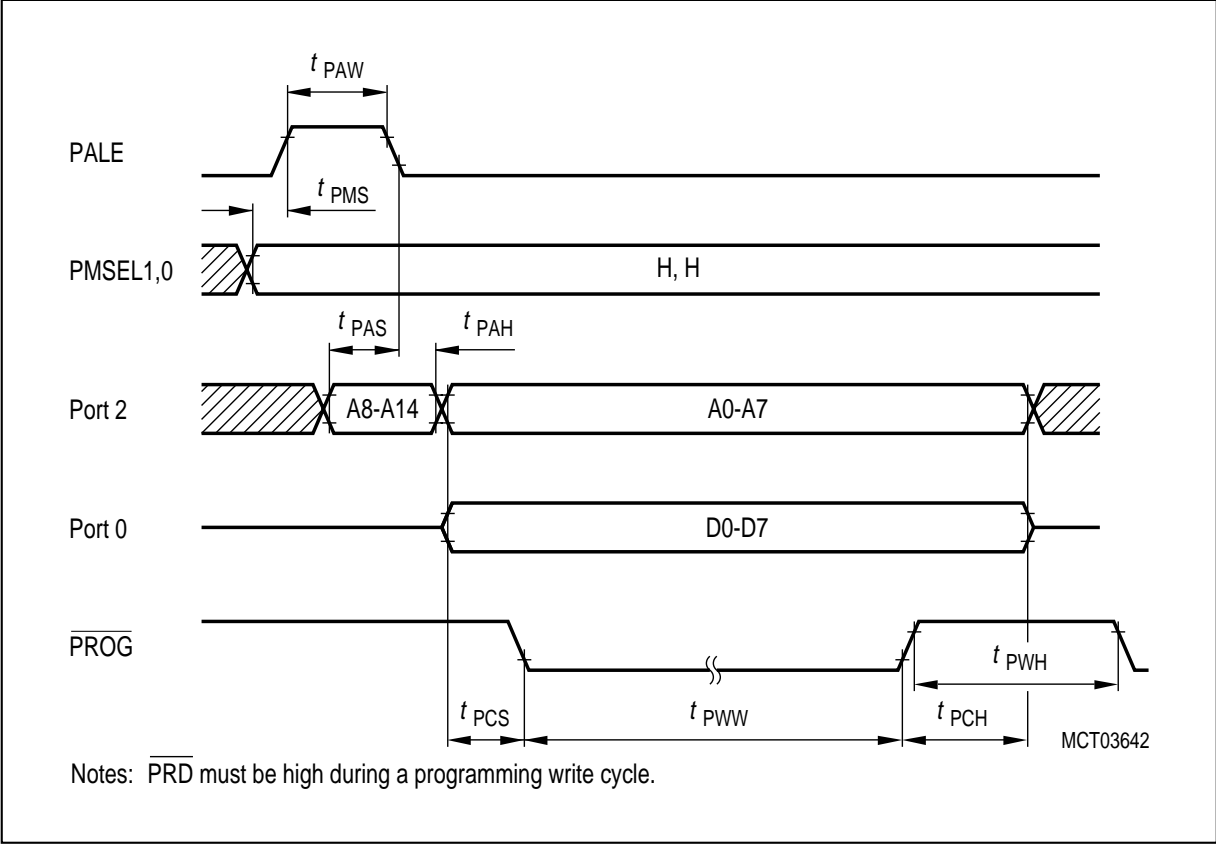 t PAW
PALE
t PMS
PMSEL1,0
H, H
t PAS
t PAH
Port 2
A8-A14
A0-A7
Port 0
D0-D7
PROG
t PWH
t PCS
t PWW
t PCH
MCT03642
Notes: PRD must be high during a programming write cycle.